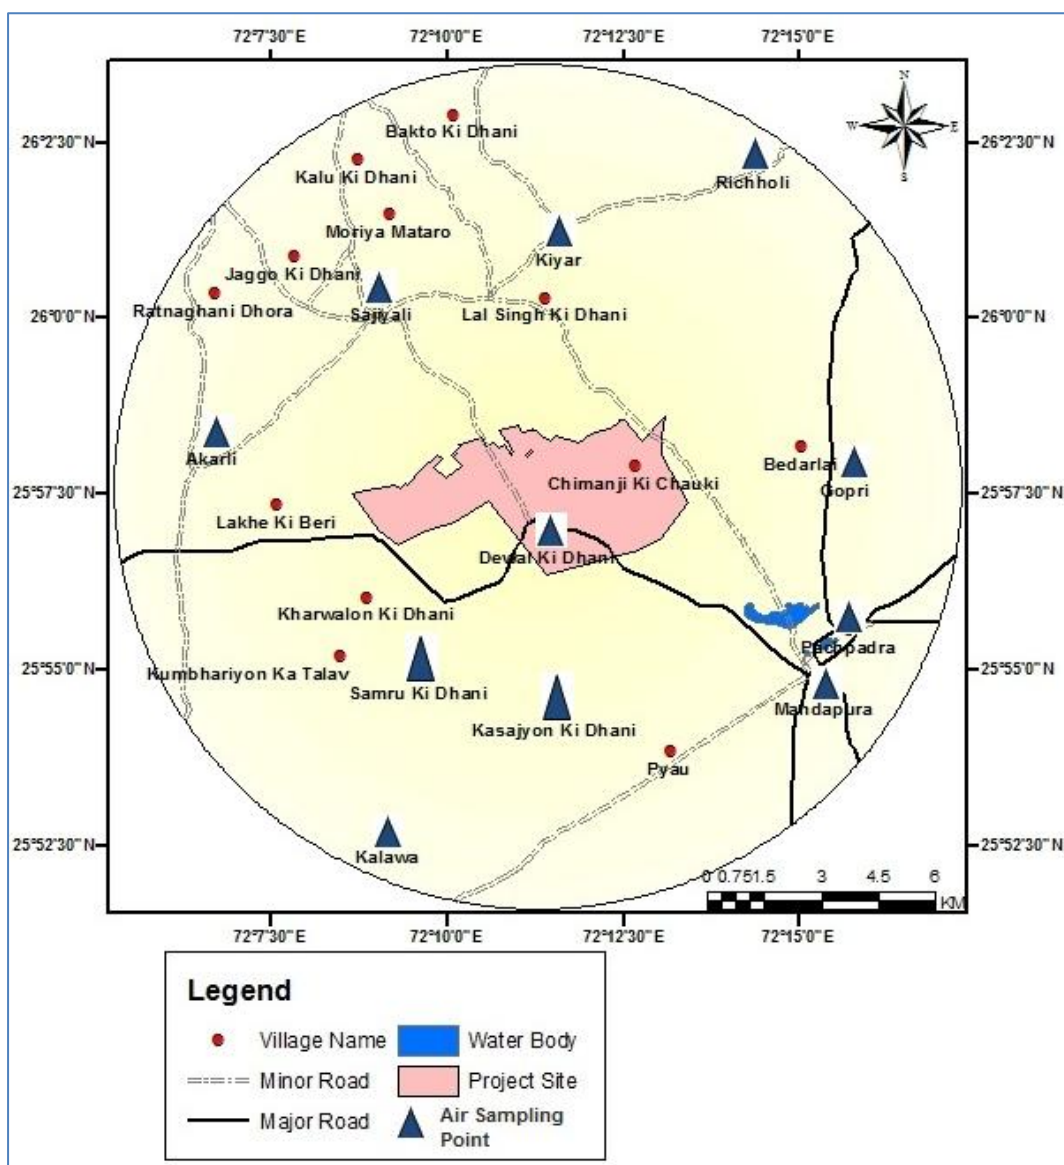 72°7'30"E 72°10'0"E 72°12'30"E 72°15'0"E
N
W E
S
26°2'30"N 26°2'30"N
Bakto Ki Dhani
Kalu Ki Dhani
Richholi
Moriya Mataro
Kiyar
Jaggo Ki Dhani
Ratnaghani Dhora
Sajiyali
Lal Singh Ki Dhani
26°0'0"N 26°0'0"N
Akarli
Bedarlai
Gopri
Chimanji Ki Chauki
25°57'30"N 25°57'30"N
Lakhe Ki Beri
Dewal Ki Dhani
Kharwalon Ki Dhani
Pachpadra
25°55'0"N 25°55'0"N
Kumbhariyon Ka Talav
Samru Ki Dhani
Mandapura
Kasajyon Ki Dhani
Pyau
25°52'30"N 25°52'30"N
Kalawa
0 0.75 1.5 3 4.5 6
KM
72°7'30"E 72°10'0"E 72°12'30"E 72°15'0"E
Legend
Village Name Water Body
Minor Road Project Site
Major Road Air Sampling
Point